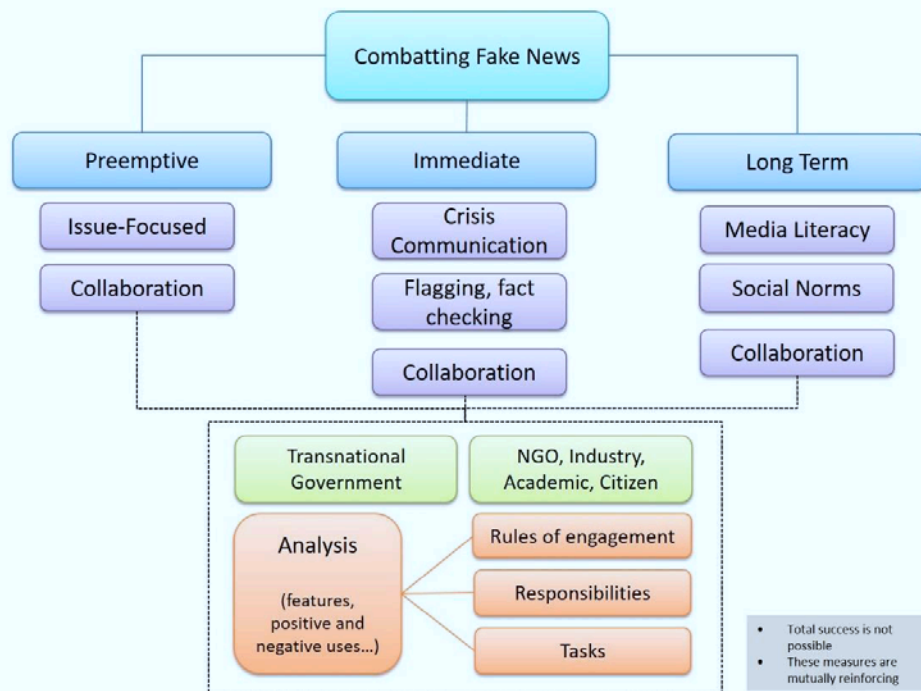 Combatting Fake News
Preemptive
Immediate
Long Term
Issue-Focused
Collaboration
Crisis
Communication
Flagging, fact
checking
Collaboration
Media Literacy
Social Norms
Collaboration
Transnational
Government
NGO, Industry,
Academic, Citizen
Analysis
(features,
positive and
negative uses...)
Rules of engagement
Responsibilities
Tasks
• Total success is not
possible
• These measures are
mutually reinforcing